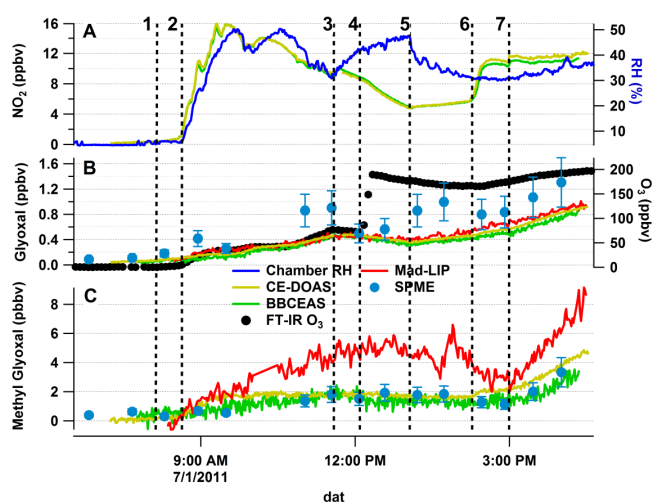 1 2 3 4 5 6 7
A
NO2 (ppbv)
16
12
8
4
0
50
40
30
20
10
RH (%)
B
Glyoxal (ppbv)
1.6
1.2
0.8
0.4
0.0
200
150
100
50
0
O3 (ppbv)
Chamber RH
CE-DOAS
BBCEAS
FT-IR O3
Mad-LIP
SPME
C
Methyl Glyoxal (ppbv)
8
6
4
2
0
9:00 AM
7/1/2011
12:00 PM
3:00 PM
dat